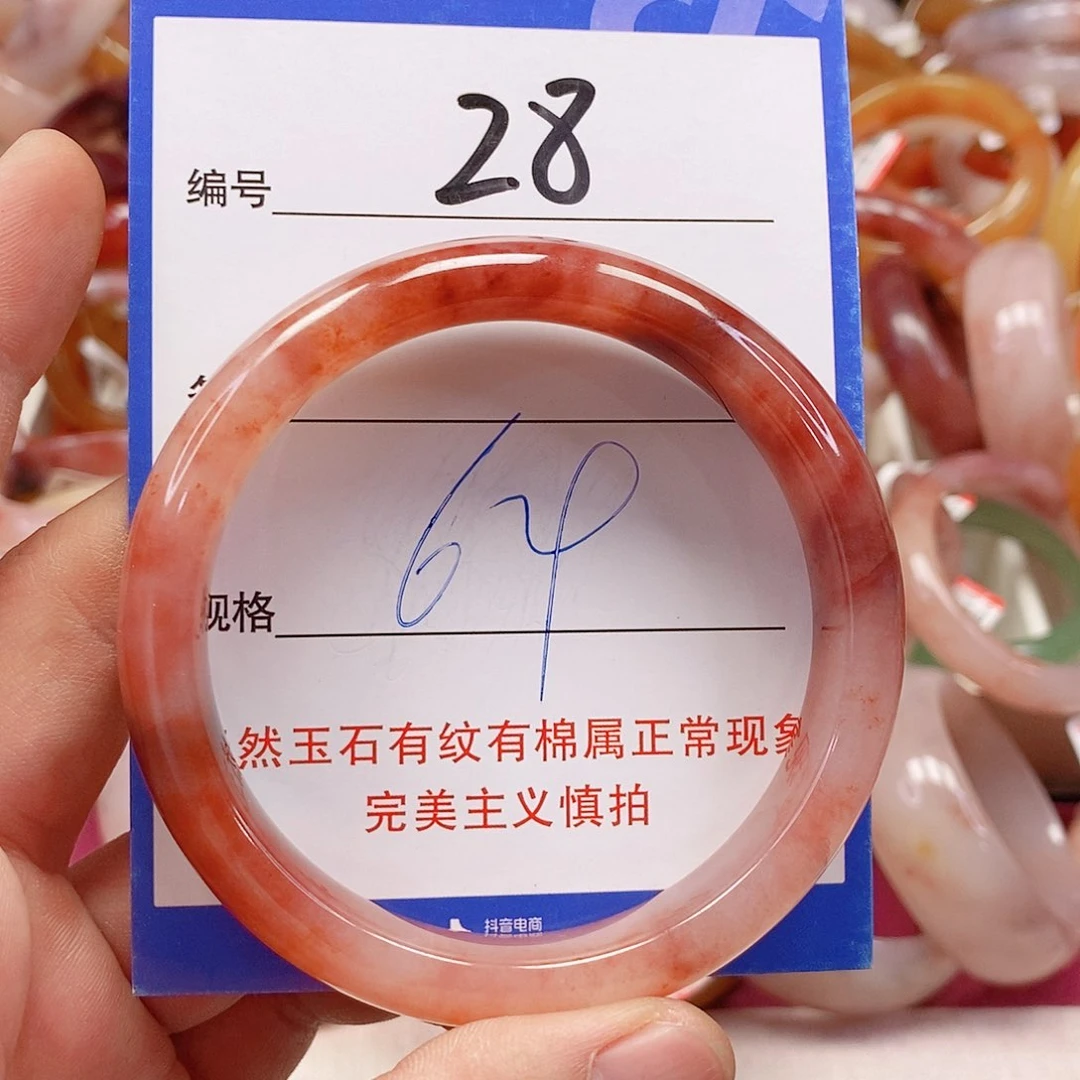 编号 28
规格 64
然玉石有纹有棉属正常现象
完美主义慎拍
抖音电商